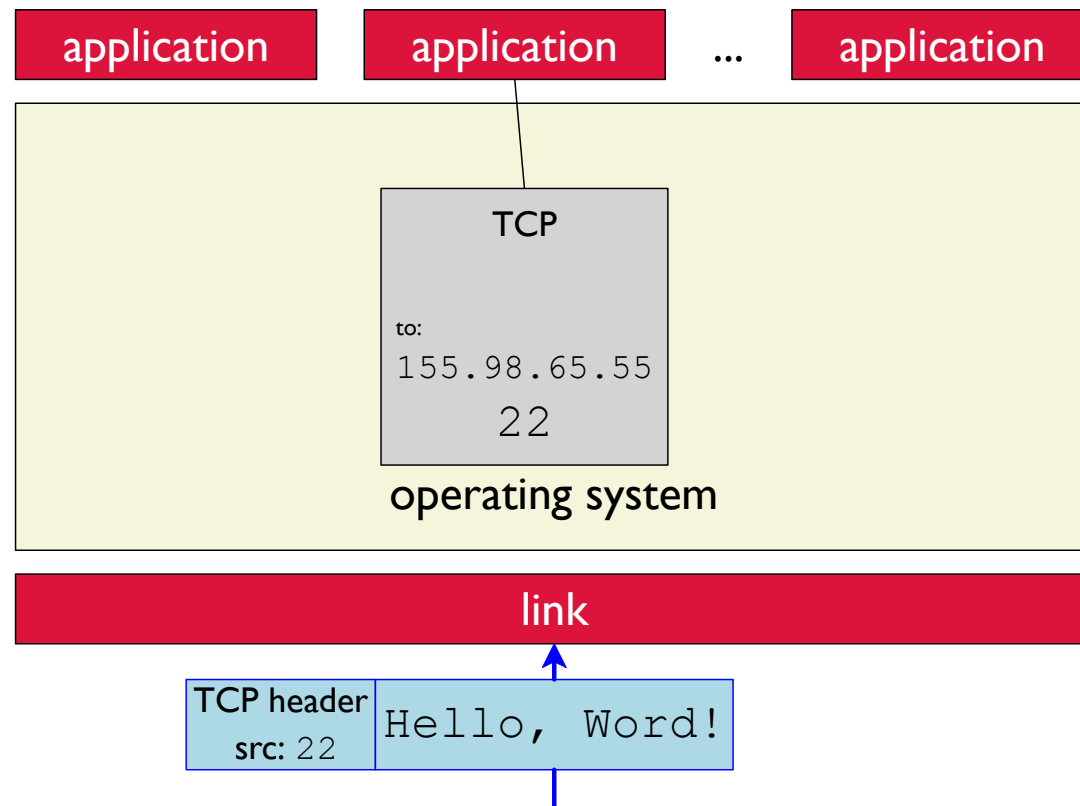 application application ... application
TCP
to:
155.98.65.55
22
operating system
link
TCP header
src: 22
Hello, Word!